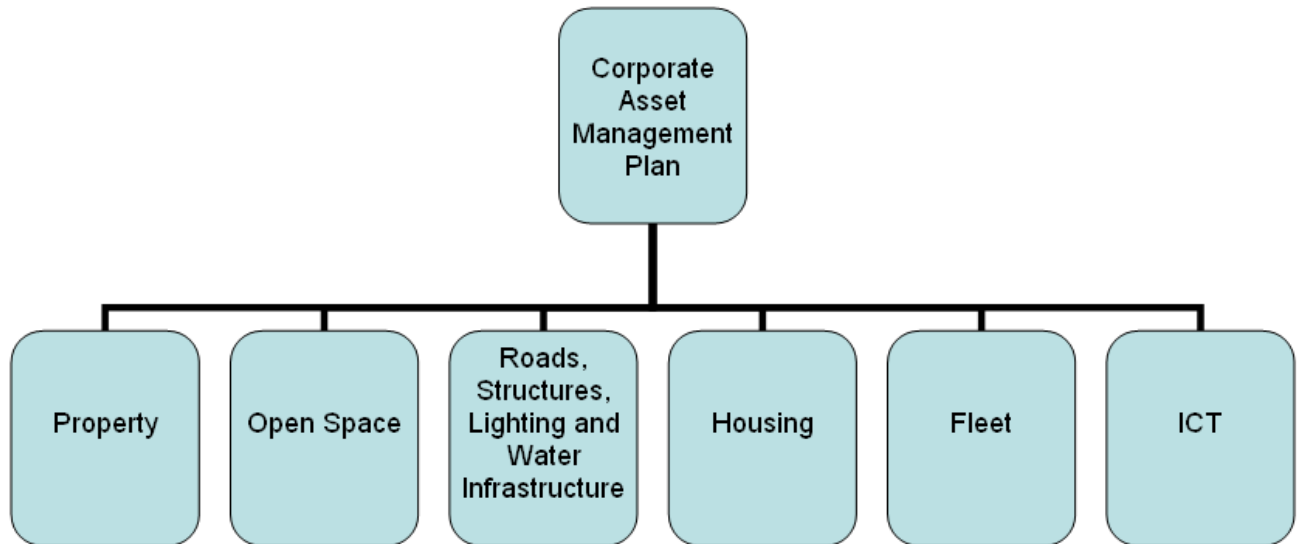 Corporate
Asset
Management
Plan
Property
Open Space
Roads,
Structures,
Lighting and
Water
Infrastructure
Housing
Fleet
ICT